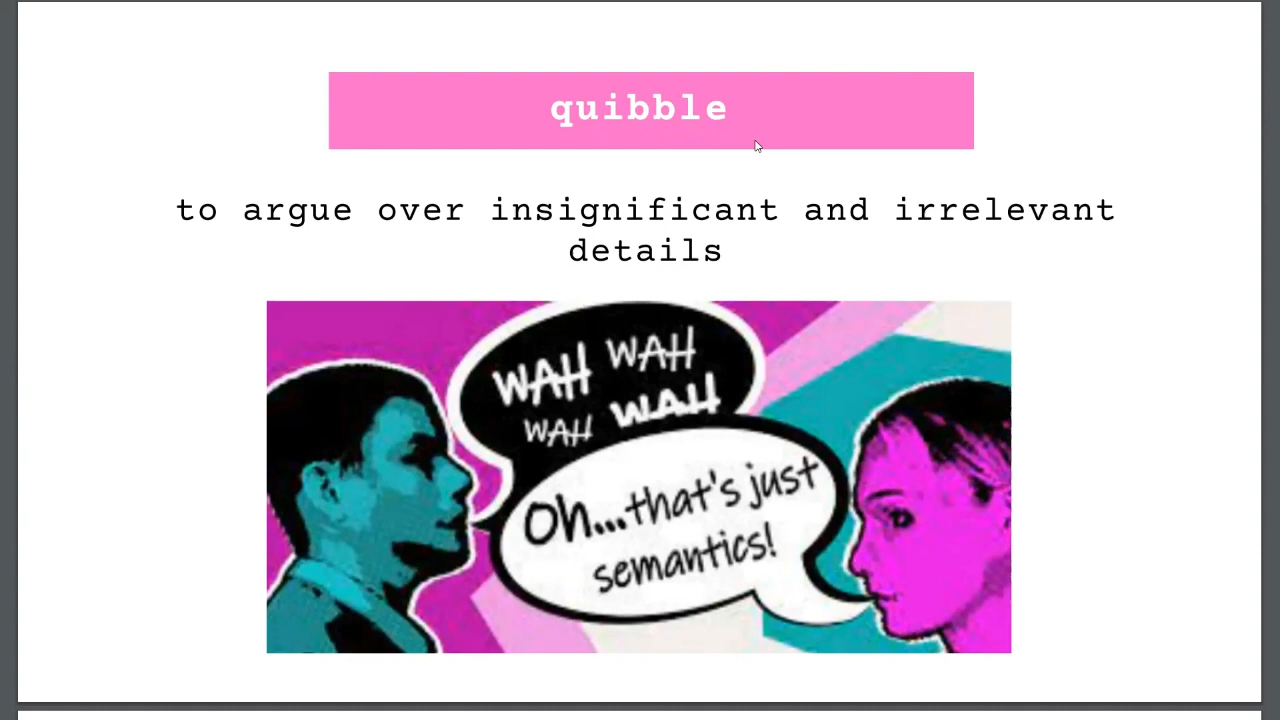 quibble
to argue over insignificant and irrelevant
details
WAH WAH
WAH WAH
Oh...that's just
semantics!